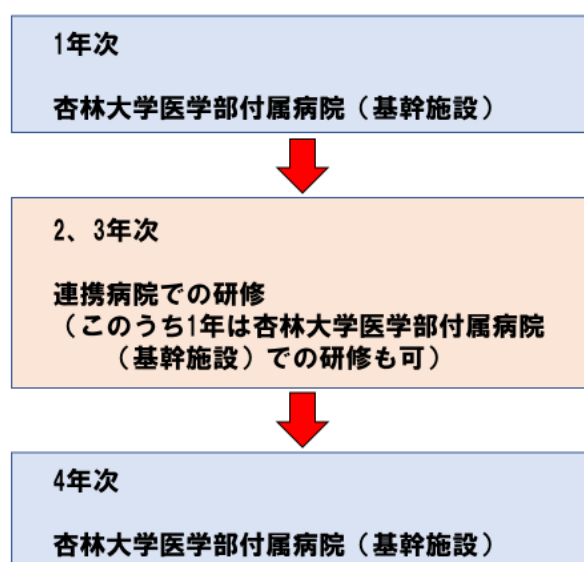 1年次
杏林大学医学部付属病院（基幹施設）
2、3年次
連携病院での研修
（このうち1年は杏林大学医学部付属病院
（基幹施設）での研修も可）
4年次
杏林大学医学部付属病院（基幹施設）